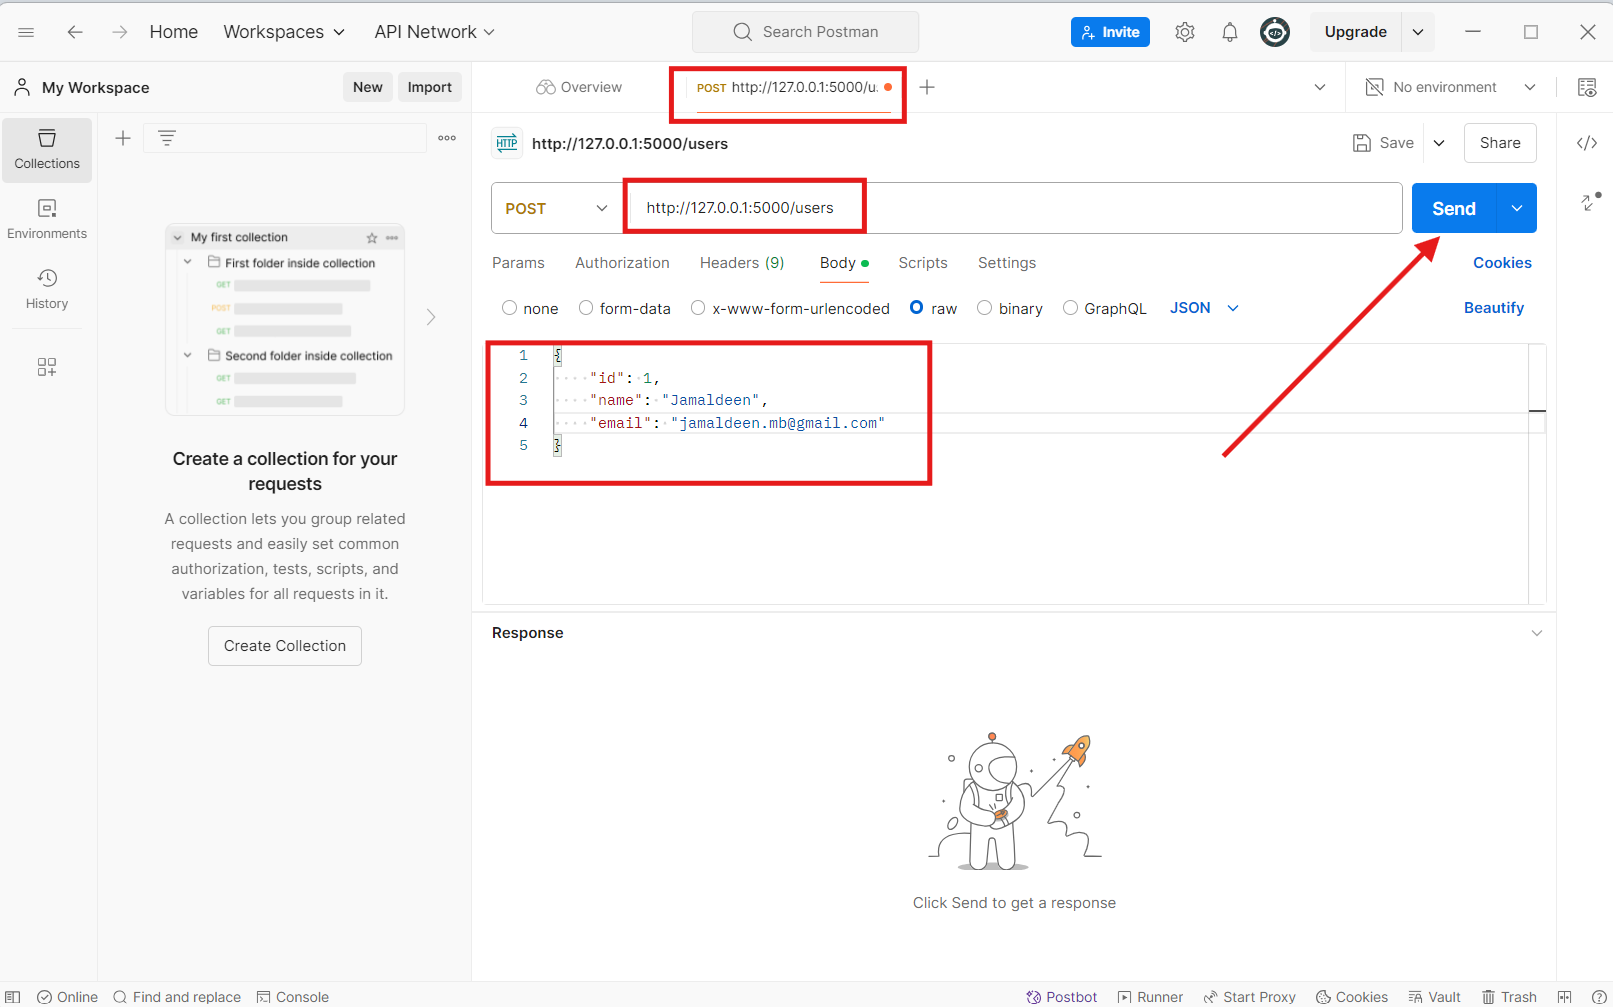 Home Workspaces API Network Search Postman Invite Upgrade
My Workspace New Import Overview POST http://127.0.0.1:5000/u. No environment
Collections
HTTP http://127.0.0.1:5000/users Save Share
Environments
POST http://127.0.0.1:5000/users Send
History
Params Authorization Headers (9) Body Scripts Settings Cookies
none form-data x-www-form-urlencoded raw binary GraphQL JSON Beautify
1 {
2 "id": 1,
3 "name": "Jamaldeen",
4 "email": "jamaldeen.mb@gmail.com"
5 }
My first collection
First folder inside collection
GET
POST
GET
Second folder inside collection
GET
GET
Create a collection for your
requests
A collection lets you group related
requests and easily set common
authorization, tests, scripts, and
variables for all requests in it.
Create Collection
Response
Click Send to get a response
Online Find and replace Console Postbot Runner Start Proxy Cookies Vault Trash